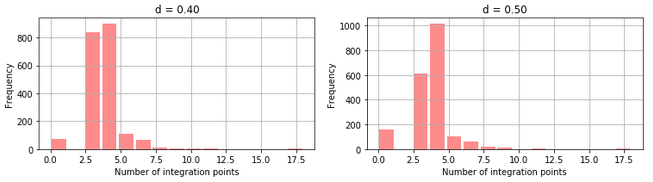 d = 0.40
Frequency
800
600
400
200
0
0.0 2.5 5.0 7.5 10.0 12.5 15.0 17.5
Number of integration points
d = 0.50
Frequency
1000
800
600
400
200
0
0.0 2.5 5.0 7.5 10.0 12.5 15.0 17.5
Number of integration points